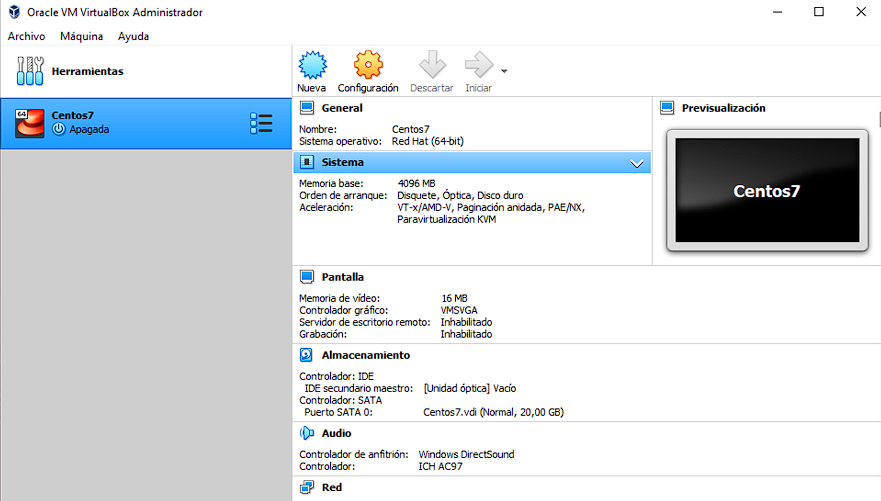 Oracle VM VirtualBox Administrador
Archivo Máquina Ayuda
Herramientas
Nueva Configuración Descartar Iniciar
64
Centos7
Apagada
General
Nombre: Centos7
Sistema operativo: Red Hat (64-bit)
Previsualización
Centos7
Sistema
Memoria base: 4096 MB
Orden de arranque: Disquete, Óptica, Disco duro
Aceleración: VT-x/AMD-V, Paginación anidada, PAE/NX,
Paravirtualización KVM
Pantalla
Memoria de vídeo: 16 MB
Controlador gráfico: VMSVGA
Servidor de escritorio remoto: Inhabilitado
Grabación: Inhabilitado
Almacenamiento
Controlador: IDE
IDE secundario maestro: [Unidad óptica] Vacío
Controlador: SATA
Puerto SATA 0: Centos7.vdi (Normal, 20,00 GB)
Audio
Controlador de anfitrión: Windows DirectSound
Controlador: ICH AC97
Red